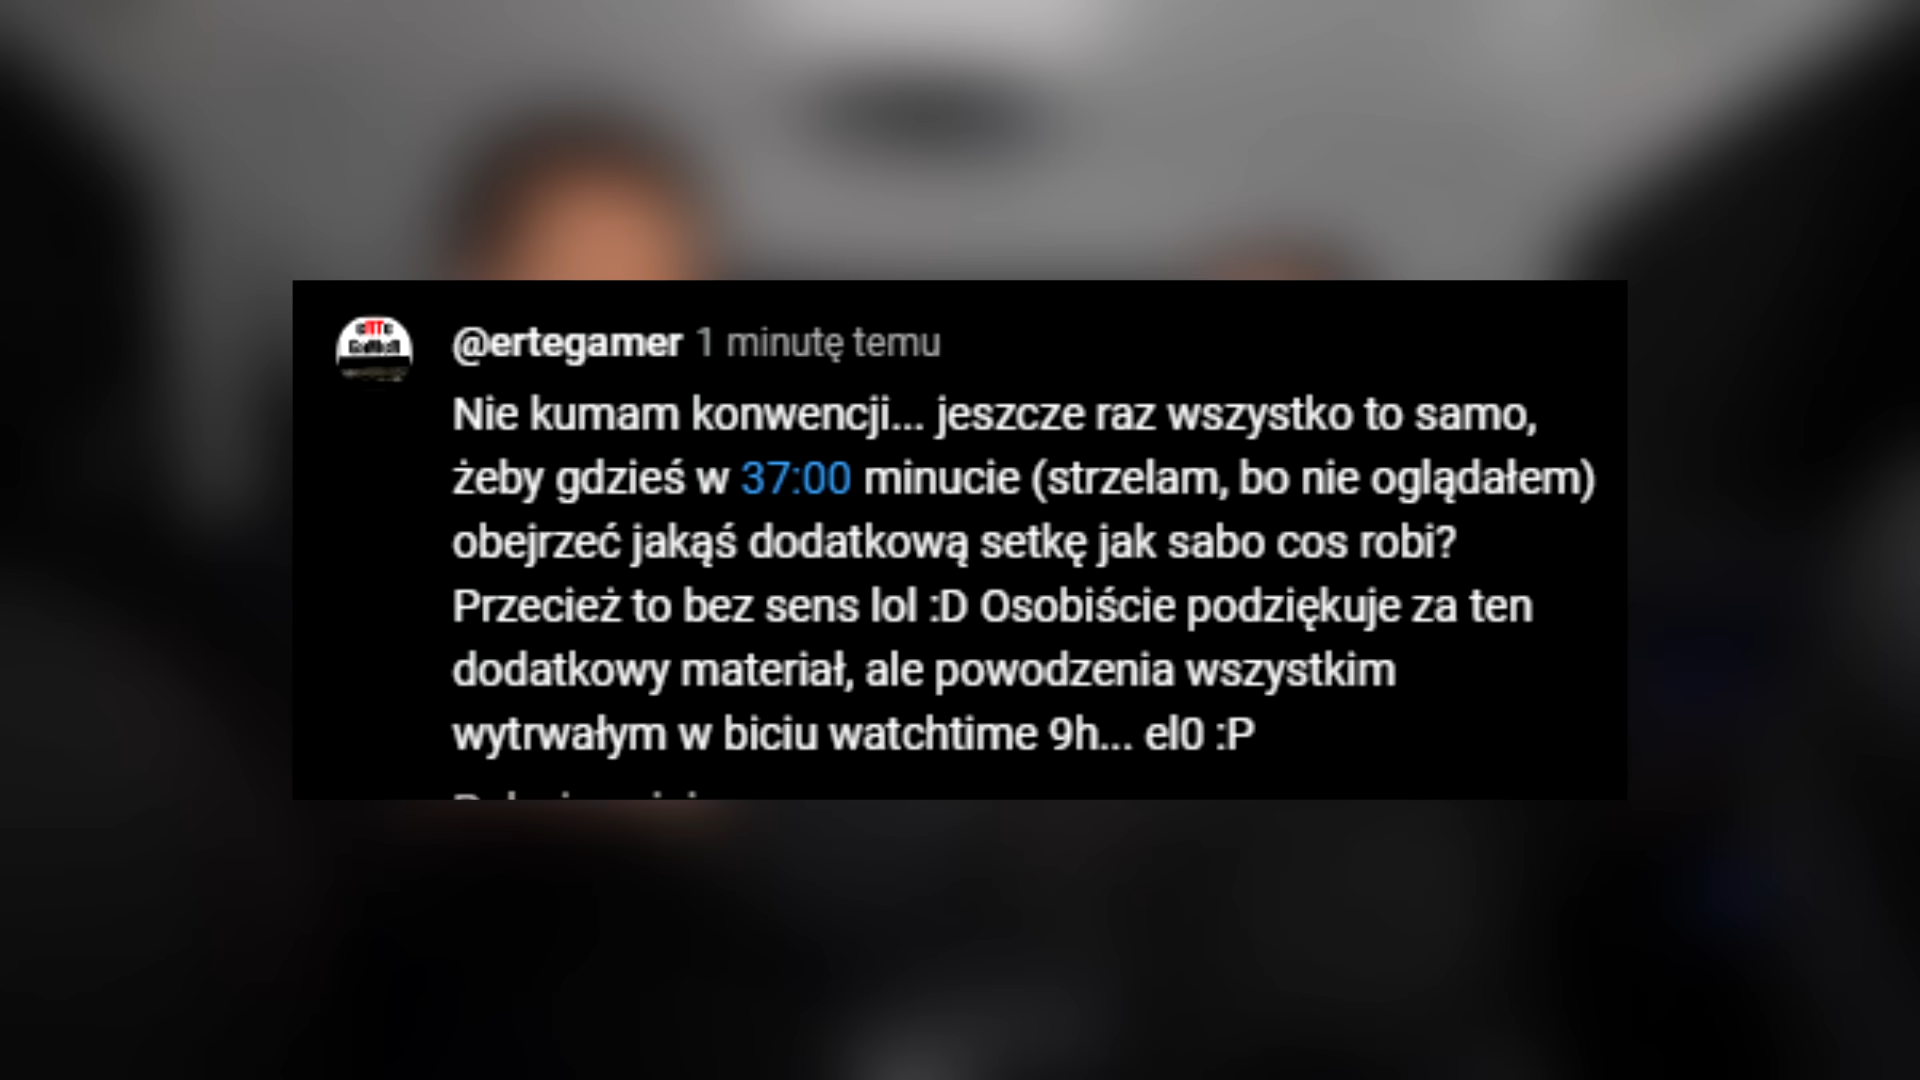 @ertegamer 1 minutę temu
Nie kumam konwencji... jeszcze raz wszystko to samo,
żeby gdzieś w 37:00 minucie (strzelam, bo nie oglądałem)
obejrzeć jakąś dodatkową setkę jak sabo cos robi?
Przecież to bez sens lol :D Osobiście podziękuje za ten
dodatkowy materiał, ale powodzenia wszystkim
wytrwałym w biciu watchtime 9h... el0 :P